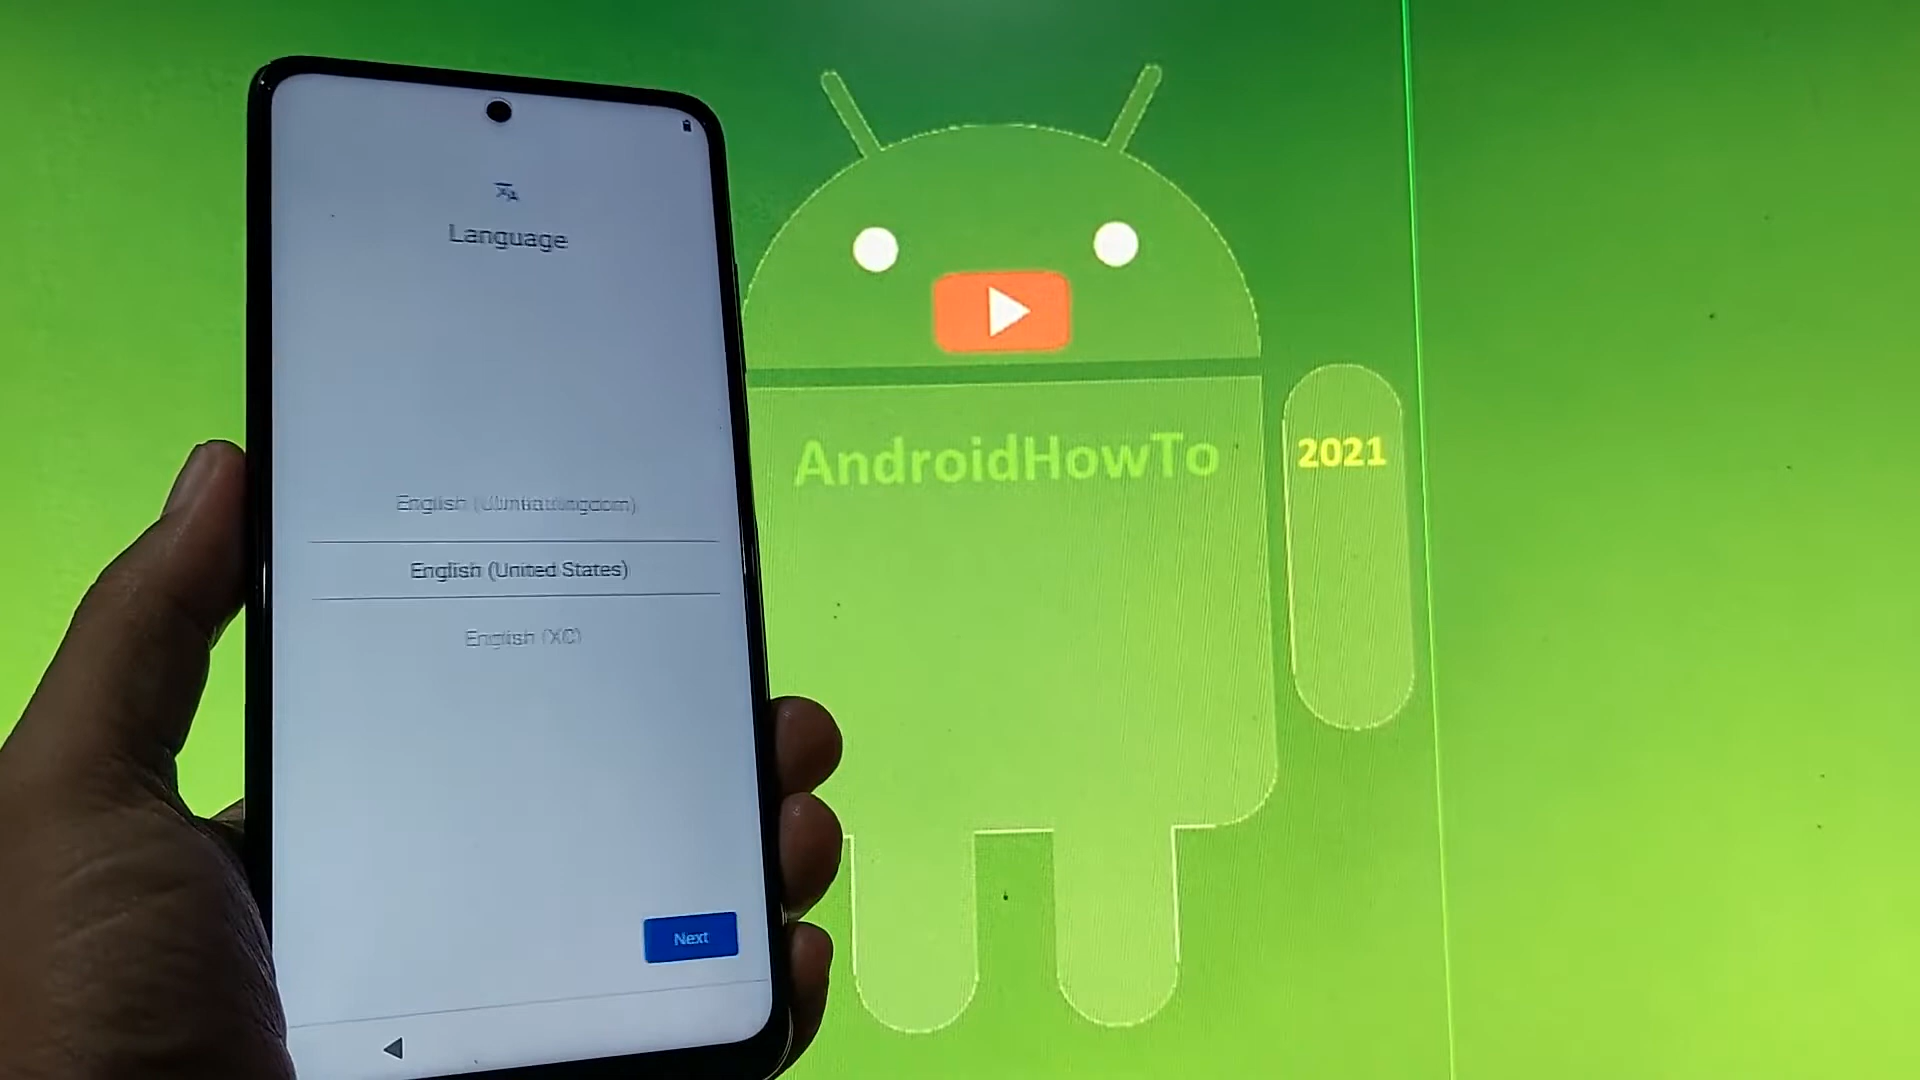 Language
English (United States)
English (XC)
Next
AndroidHowTo
2021